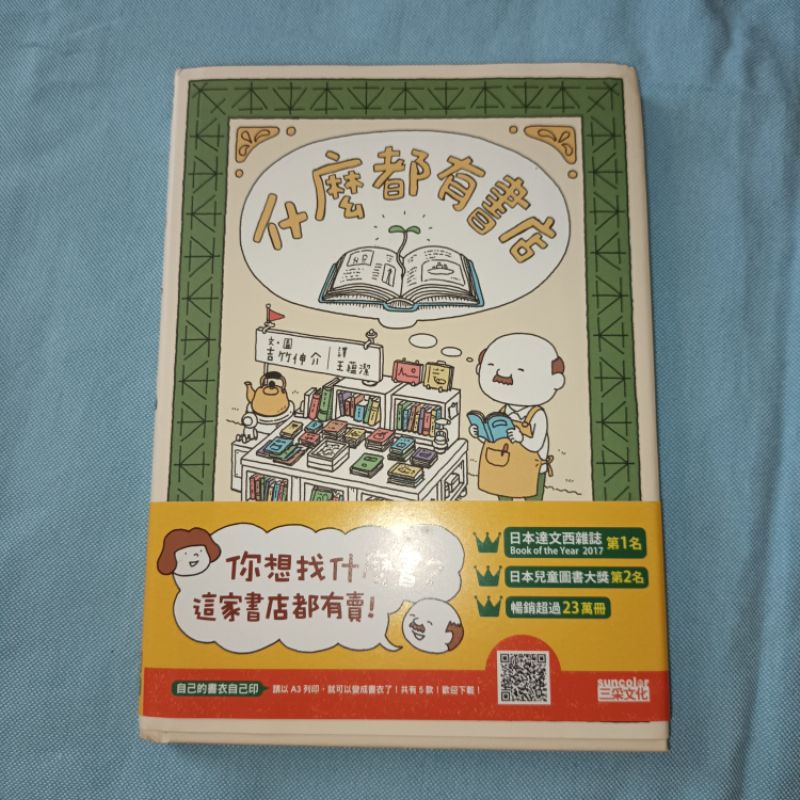 什麼都有書店
文・圖
吉竹伸介
譯
王蘊潔
你想找什
這家書店都有賣!
日本達文西雜誌
Book of the Year 2017
第1名
日本兒童圖書大獎 第2名
暢銷超過23萬冊
自己的書衣自己印
請以A3列印,就可以變成書衣了!共有5款!歡迎下載!
suncolor
三采文化